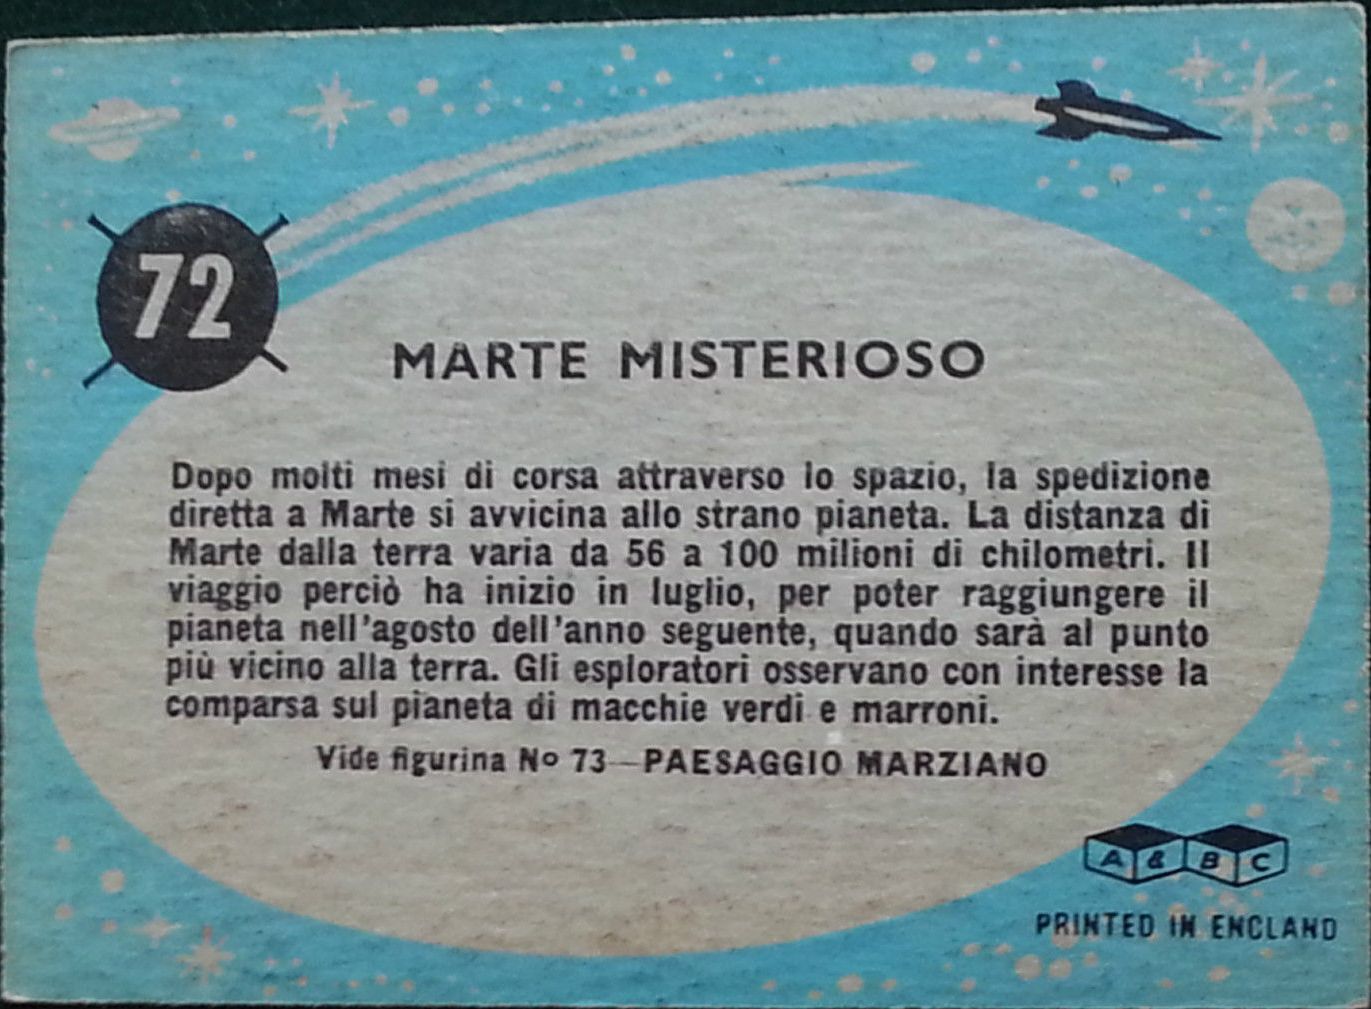 72
MARTE MISTERIOSO
Dopo molti mesi di corsa attraverso lo spazio, la spedizione
diretta a Marte si avvicina allo strano pianeta. La distanza di
Marte dalla terra varia da 56 a 100 milioni di chilometri. Il
viaggio perciò ha inizio in luglio, per poter raggiungere il
pianeta nell'agosto dell'anno seguente, quando sarà al punto
più vicino alla terra. Gli esploratori osservano con interesse la
comparsa sul pianeta di macchie verdi e marroni.
Vide figurina No 73—PAESAGGIO MARZIANO
A & B C
PRINTED IN ENGLAND